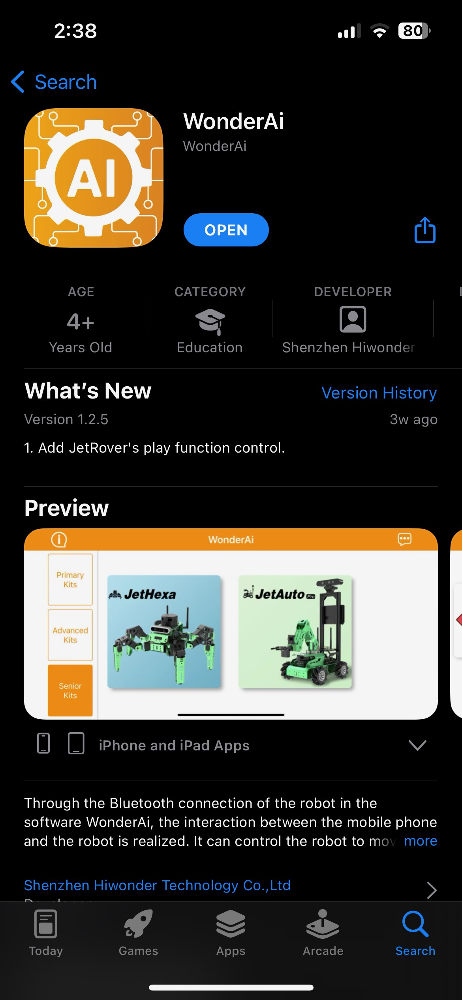 2:38
80
Search
AI
WonderAi
WonderAi
OPEN
AGE
CATEGORY
DEVELOPER
4+
Years Old
Education
Shenzhen Hiwonder
What's New
Version History
Version 1.2.5
3w ago
1. Add JetRover's play function control.
Preview
WonderAi
Primary
Kits
Advanced
Kits
Senior
Kits
JetHexa
JetAuto Pro
iPhone and iPad Apps
Through the Bluetooth connection of the robot in the
software WonderAi, the interaction between the mobile phone
and the robot is realized. It can control the robot to mov more
Shenzhen Hiwonder Technology Co.,Ltd
Today
Games
Apps
Arcade
Search